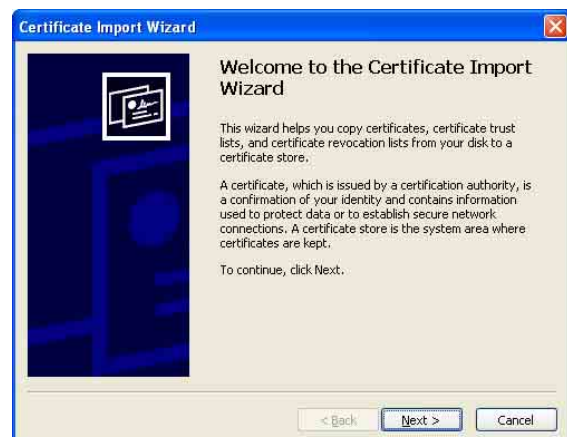 Certificate Import Wizard
Welcome to the Certificate Import
Wizard
This wizard helps you copy certificates, certificate trust
lists, and certificate revocation lists from your disk to a
certificate store.
A certificate, which is issued by a certification authority, is
a confirmation of your identity and contains information
used to protect data or to establish secure network
connections. A certificate store is the system area where
certificates are kept.
To continue, click Next.
< Back Next > Cancel